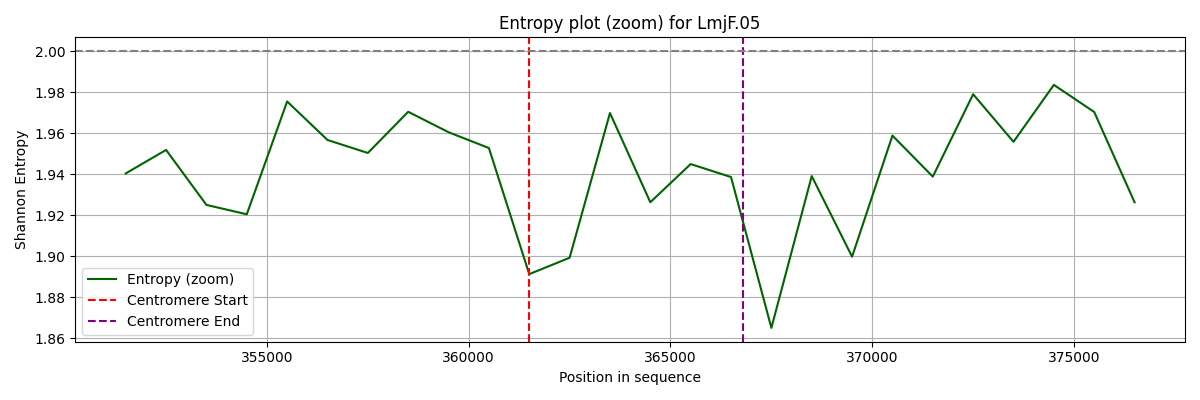 Entropy plot (zoom) for LmjF.05
Shannon Entropy
2.00
1.98
1.96
1.94
1.92
1.90
1.88
1.86
Entropy (zoom)
Centromere Start
Centromere End
355000 360000 365000 370000 375000
Position in sequence